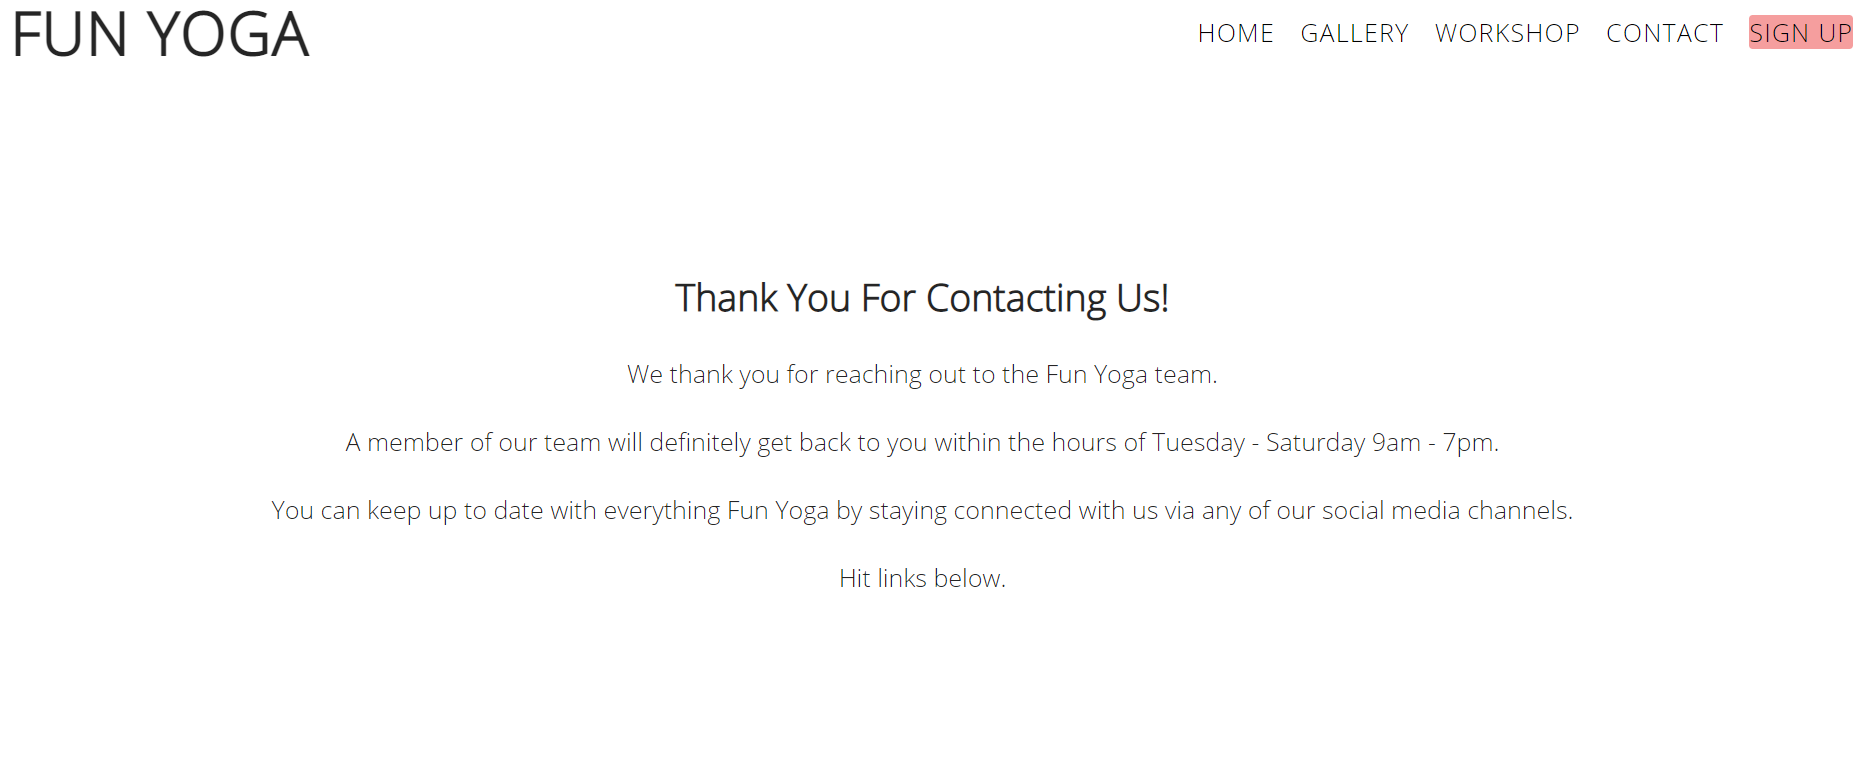 FUN YOGA
HOME GALLERY WORKSHOP CONTACT SIGN UP
Thank You For Contacting Us!
We thank you for reaching out to the Fun Yoga team.
A member of our team will definitely get back to you within the hours of Tuesday - Saturday 9am - 7pm.
You can keep up to date with everything Fun Yoga by staying connected with us via any of our social media channels.
Hit links below.